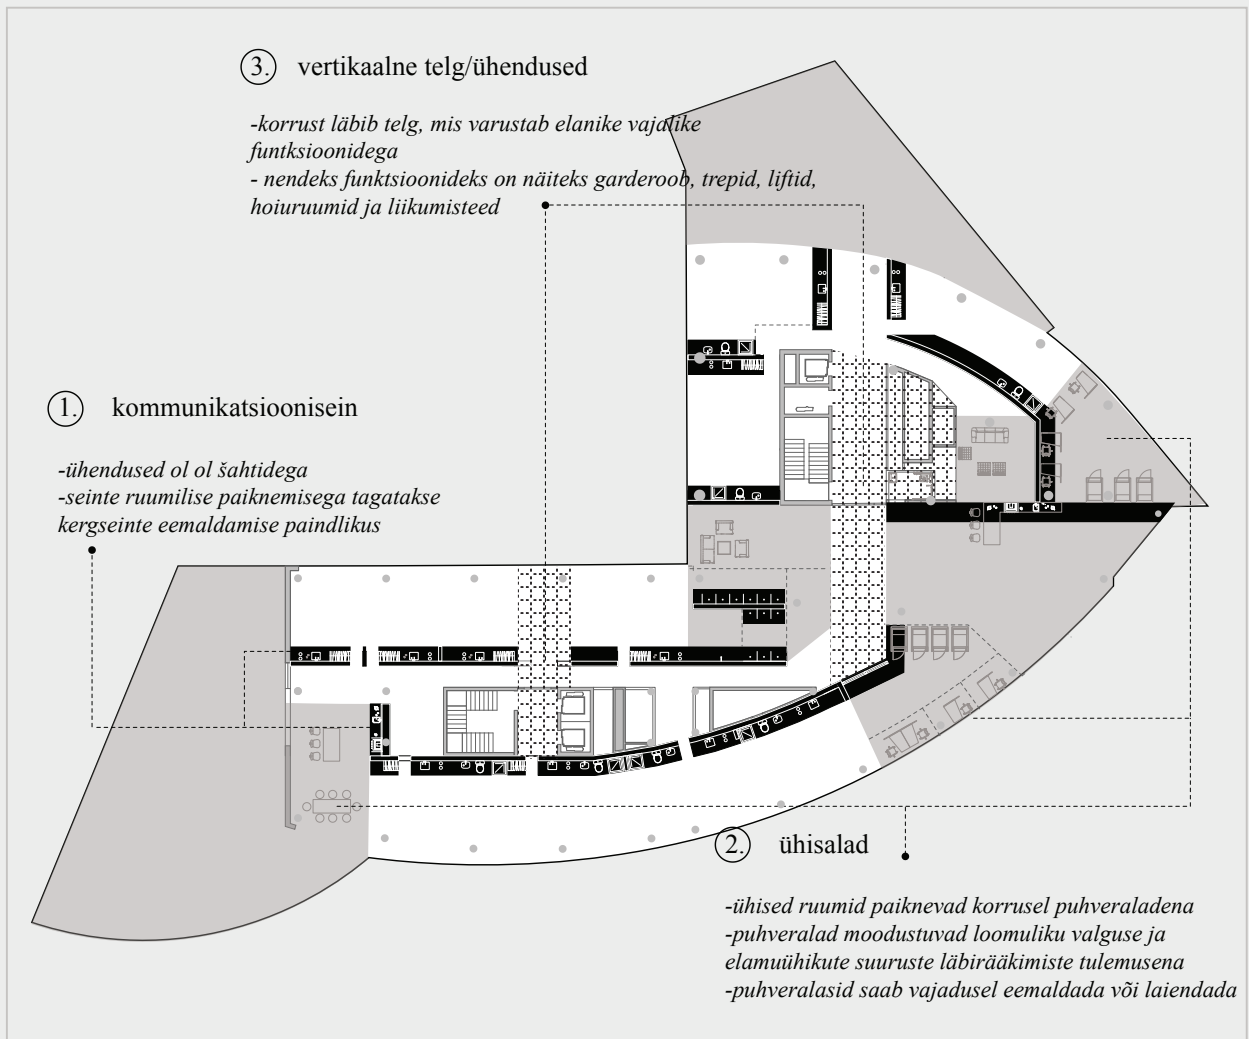 3. vertikaalne telg/ühendused
-korrust läbib telg, mis varustab elanike vajalike
funtksioonidega
- nendeks funktsioonideks on näiteks garderoob, trepid, liftid,
hoiuruumid ja liikumisteed
1. kommunikatsioonisein
-ühendused ol ol šahtidega
-seinte ruumilise paiknemisega tagatakse
kergseinte eemaldamise paindlikus
2. ühisalad
-ühised ruumid paiknevad korrusel puhveraladena
-puhveralad moodustuvad loomuliku valguse ja
elamuühikute suuruste läbirääkimiste tulemusena
-puhveralasid saab vajadusel eemaldada või laiendada